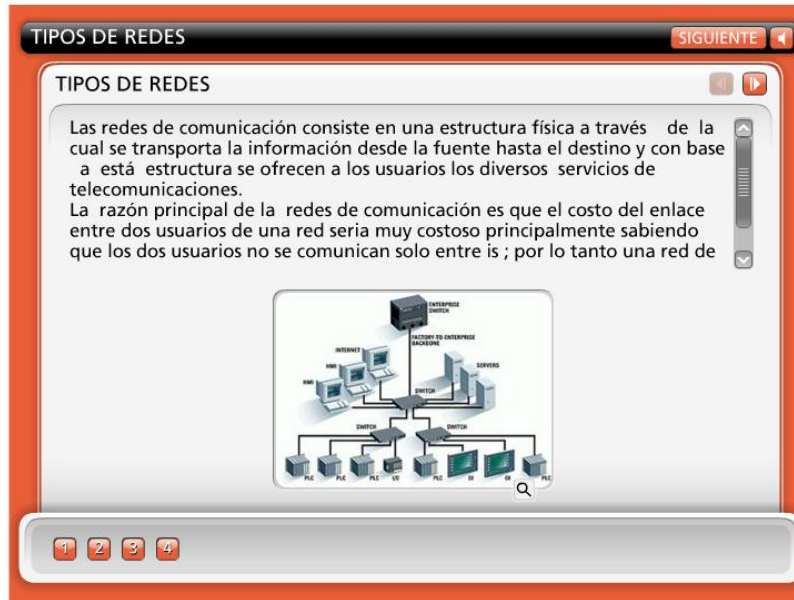 TIPOS DE REDES
SIGUIENTE
TIPOS DE REDES
Las redes de comunicación consiste en una estructura física a través de la
cual se transporta la información desde la fuente hasta el destino y con base
a está estructura se ofrecen a los usuarios los diversos servicios de
telecomunicaciones.
La razón principal de la redes de comunicación es que el costo del enlace
entre dos usuarios de una red seria muy costoso principalmente sabiendo
que los dos usuarios no se comunican solo entre is ; por lo tanto una red de
ENTERPRISE
SWITCH
FACTORY-TO-ENTERPRISE
BACKBONE
INTERNET
HMI
HMI
SERVERS
SWITCH
SWITCH
SWITCH
PLC PLC PLC I/O PLC OI OI PLC
1 2 3 4